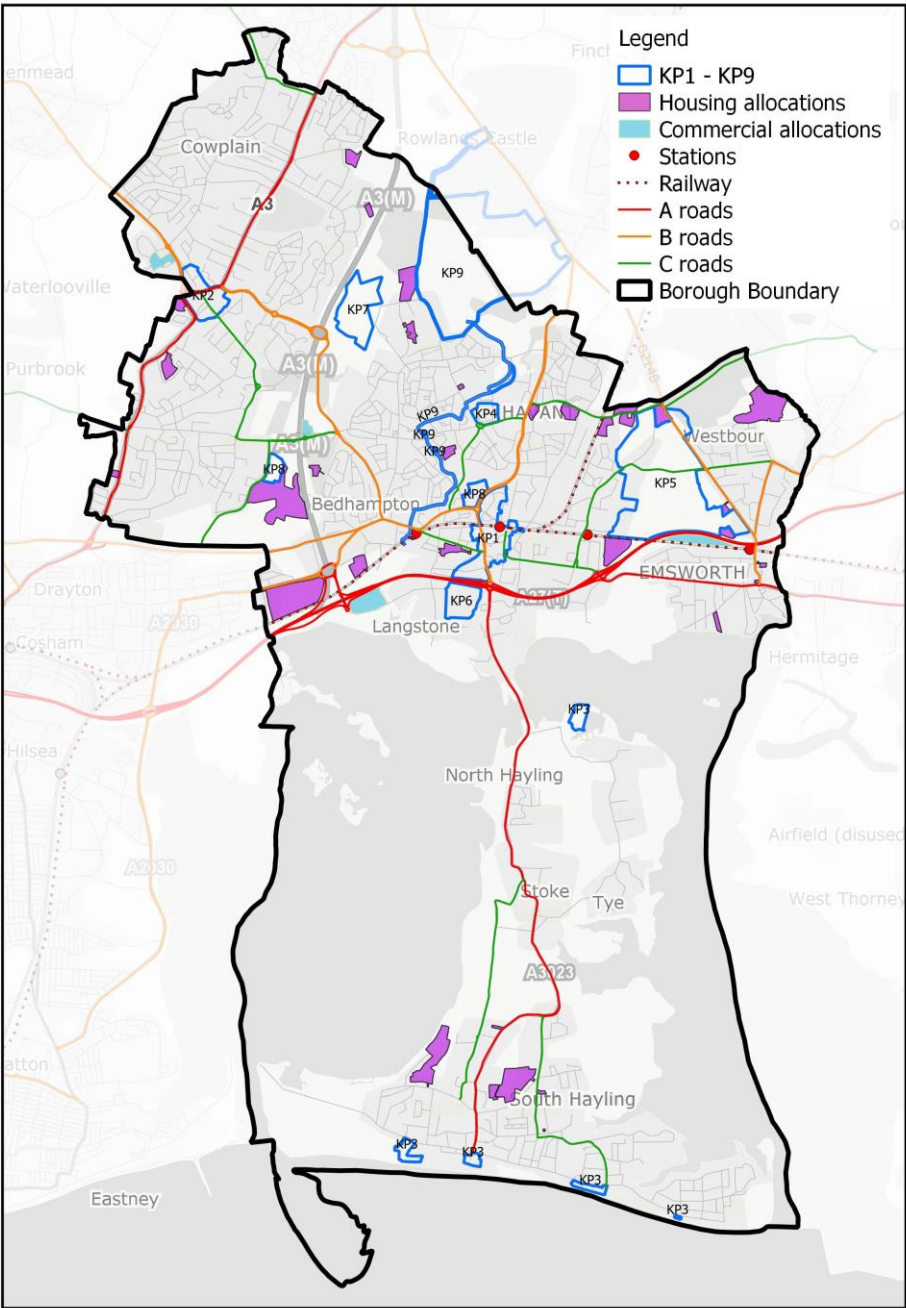 Legend
KP1 - KP9
Housing allocations
Commercial allocations
Stations
Railway
A roads
B roads
C roads
Borough Boundary
Rowlands Castle
Cowplain
A3(M)
A3
KP9
Waterlooville
KP2
KP7
A3(M)
Purbrook
KP9
KP4
KP9
KP9
Westbour
A3(M)
KP8
KP5
Bedhampton
KP8
KP1
EMSWORTH
Drayton
KP6
A27(T)
A2030
Langstone
Cosham
Hermitage
KP3
Hilsea
North Hayling
Airfield (disused
A2030
Stoke
Tye
West Thorney
A3023
South Hayling
KP3
KP3
KP3
Eastney
KP3